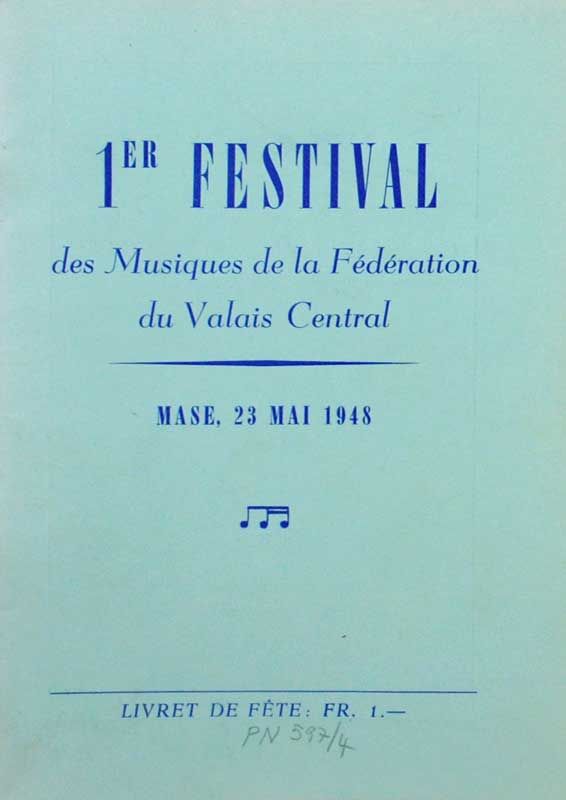 1ER FESTIVAL
des Musiques de la Fédération
du Valais Central
MASE, 23 MAI 1948
LIVRET DE FÊTE: FR. 1.—
PN 597/4